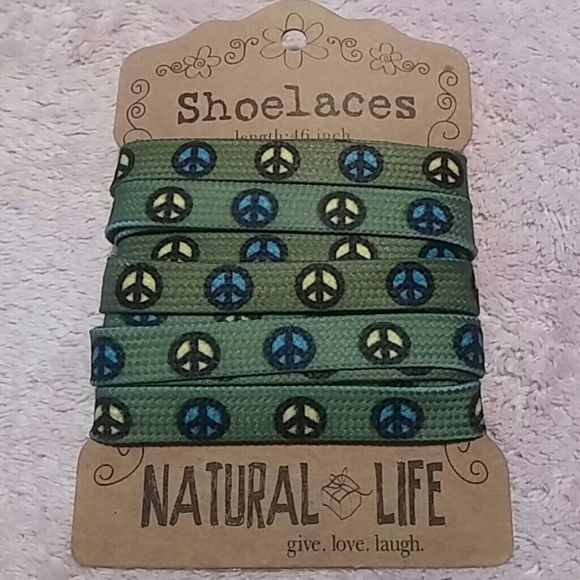 Shoelaces
length: 46 inch
NATURAL LIFE
give. love. laugh.